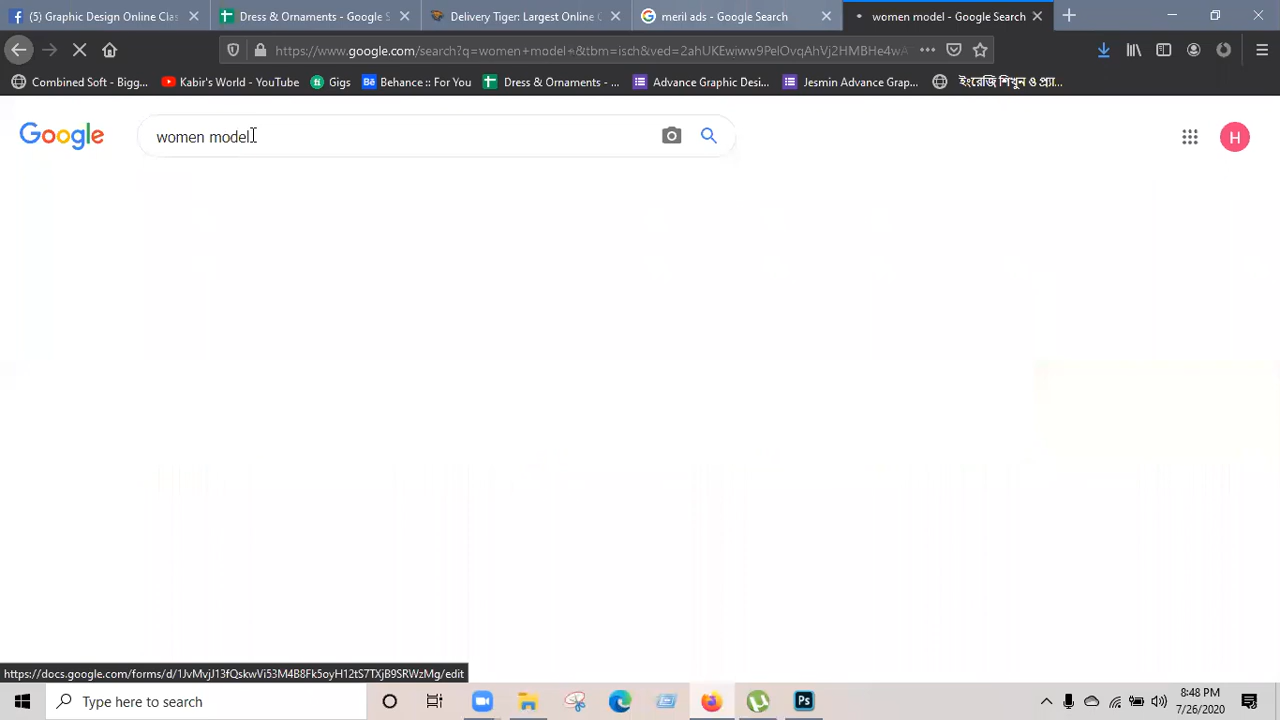 (5) Graphic Design Online Clas
Dress & Ornaments - Google S
Delivery Tiger: Largest Online C
meril ads - Google Search
women model - Google Search
https://www.google.com/search?q=women+model+&tbm=isch&ved=2ahUKEwiwv9PelOvqAhVj2HMBHe4wA
Combined Soft - Bigg...
Kabir's World - YouTube
Gigs
Behance :: For You
Dress & Ornaments - ...
Advance Graphic Desi...
Jesmin Advance Grap...
ইংরেজি শিখুন ও প্র্যা...
Google
women model
H
https://docs.google.com/forms/d/1JvMvjJ13fQskwVi53M4B8Fk5oyH12tS7TXjB9SRWzMg/edit
Type here to search
Ps
8:48 PM
7/26/2020